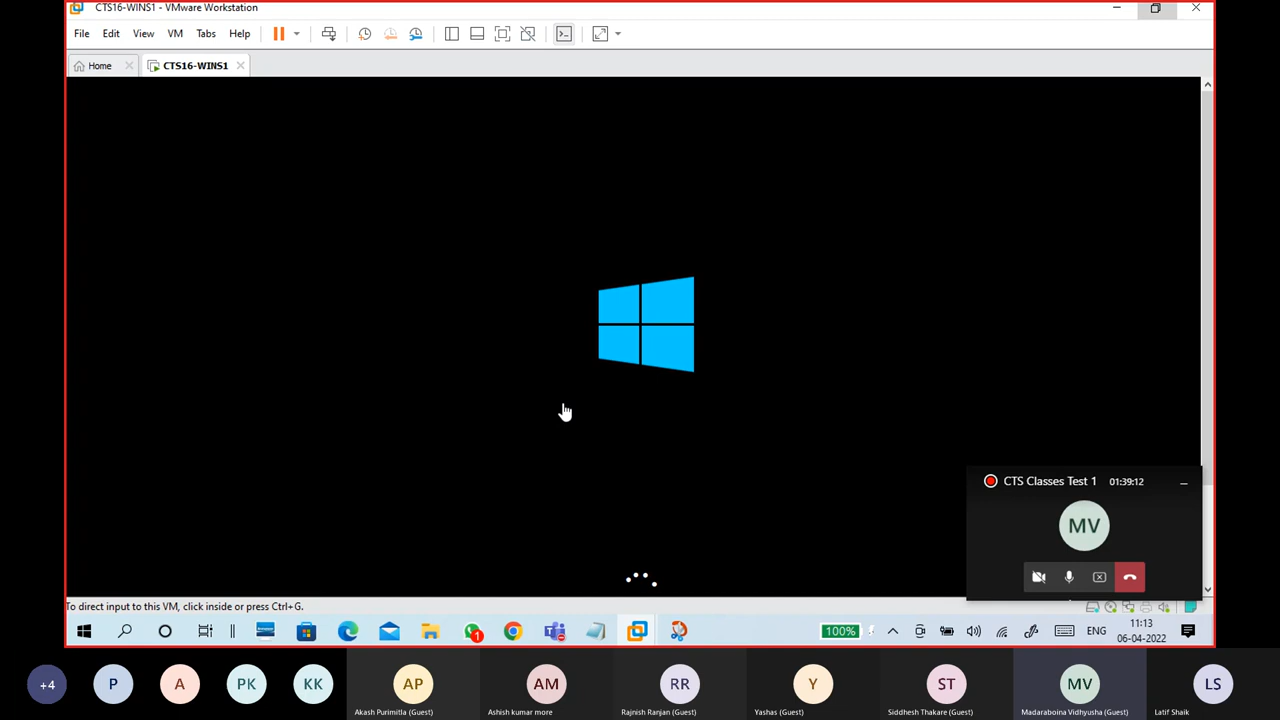 CTS16-WINS1 - VMware Workstation
File Edit View VM Tabs Help
Home CTS16-WINS1
CTS Classes Test 1 01:39:12
MV
To direct input to this VM, click inside or press Ctrl+G.
1 100% ENG 11:13
06-04-2022
+4 P A PK KK AP AM RR Y ST MV LS
Akash Purimitla (Guest) Ashish kumar more Rajnish Ranjan (Guest) Yashas (Guest) Siddhesh Thakare (Guest) Madaraboina Vidhyusha (Guest) Latif Shaik